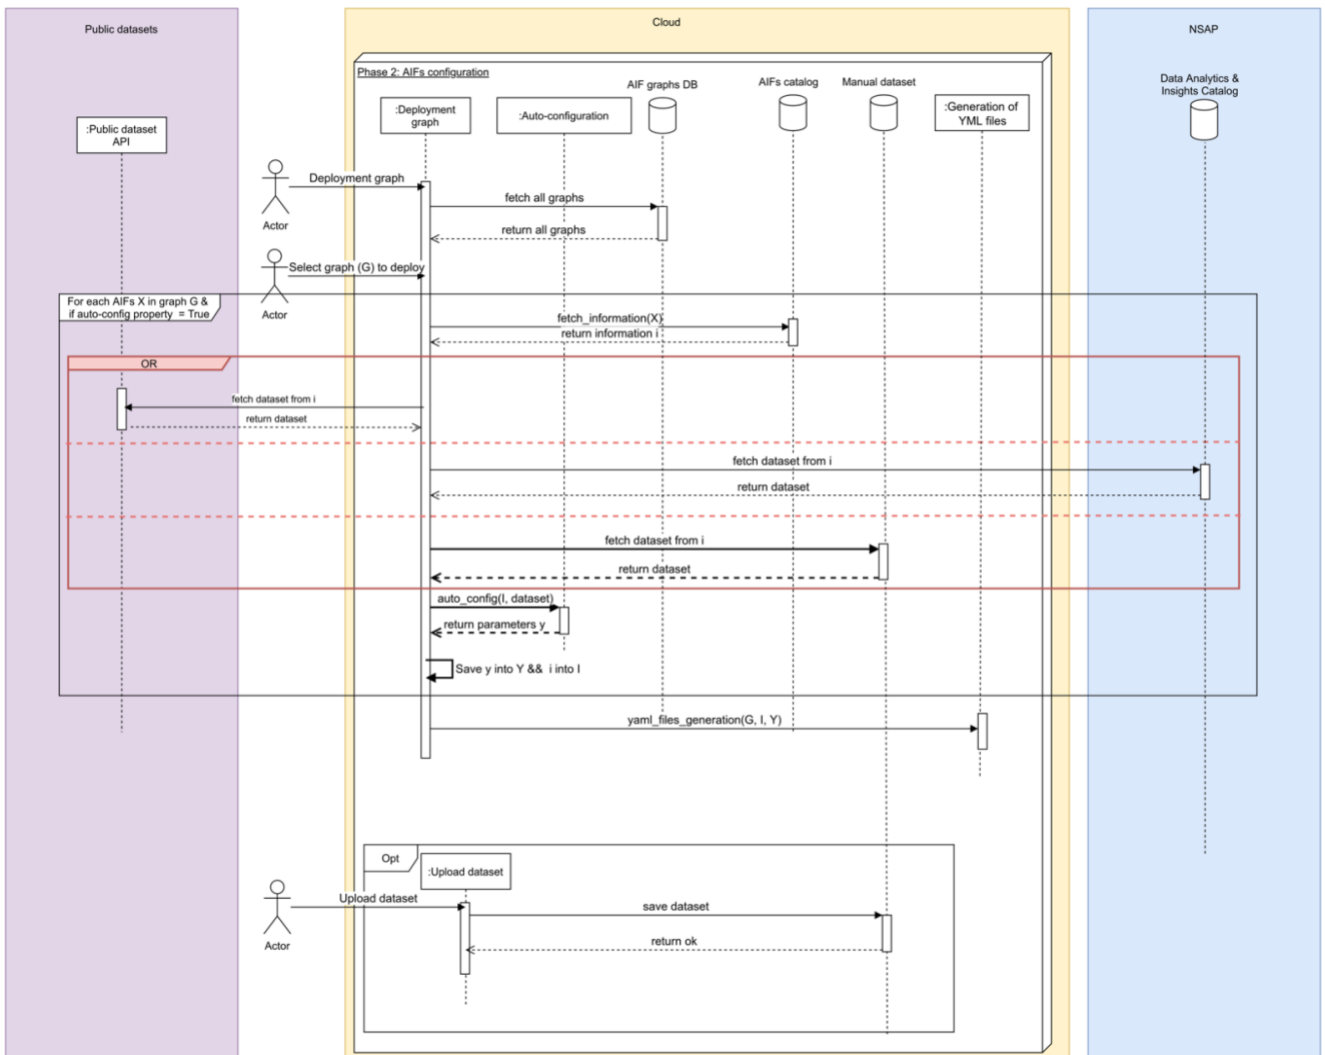 Public datasets
Cloud
NSAP
Phase 2: AIFs configuration
AIF graphs DB
AIFs catalog
Manual dataset
Data Analytics &
Insights Catalog
:Deployment
graph
:Auto-configuration
:Generation of
YML files
:Public dataset
API
Deployment graph
Actor
fetch all graphs
return all graphs
Select graph (G) to deploy
Actor
For each AIFs X in graph G &
if auto-config property = True
fetch_information(X)
return information i
OR
fetch dataset from i
return dataset
fetch dataset from i
return dataset
fetch dataset from i
return dataset
auto_config(I, dataset)
return parameters y
Save y into Y && i into I
yaml_files_generation(G, I, Y)
Opt
:Upload dataset
Upload dataset
Actor
save dataset
return ok